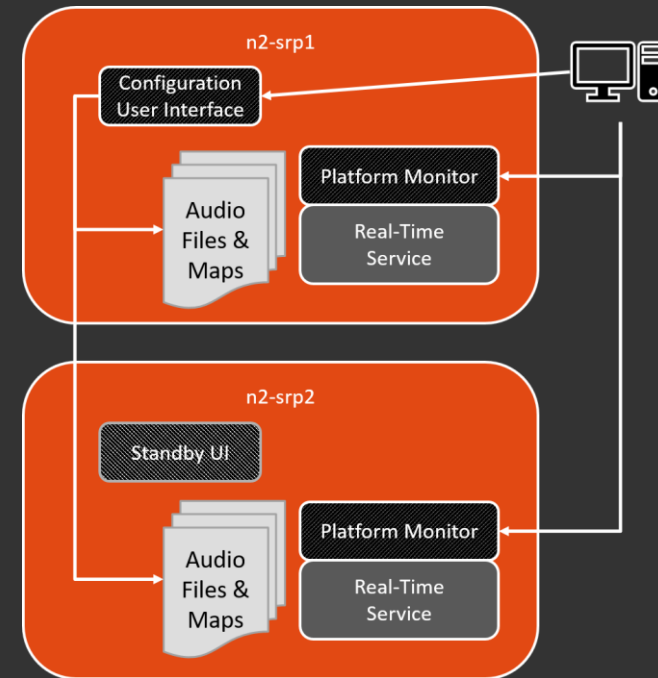 n2-srp1
Configuration
User Interface
Audio
Files &
Maps
Platform Monitor
Real-Time
Service
n2-srp2
Standby UI
Audio
Files &
Maps
Platform Monitor
Real-Time
Service